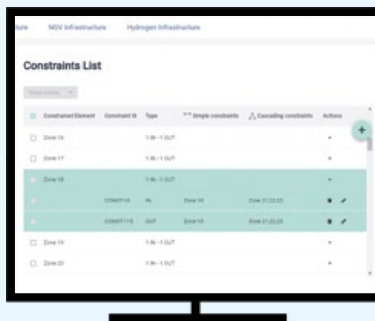 ture NGV Infrastructure Hydrogen Infrastructure
Constraints List
Constrained Element Constraint ID Type Simple constraints Cascading constraints Actions
Zone 16 1 IN - 1 OUT
Zone 17 1 IN - 1 OUT
Zone 18 1 IN - 1 OUT
IN Zone 19 Zone 21,22,23
OUT Zone 19 Zone 21,22,23
Zone 19 1 IN - 1 OUT
Zone 20 1 IN - 1 OUT